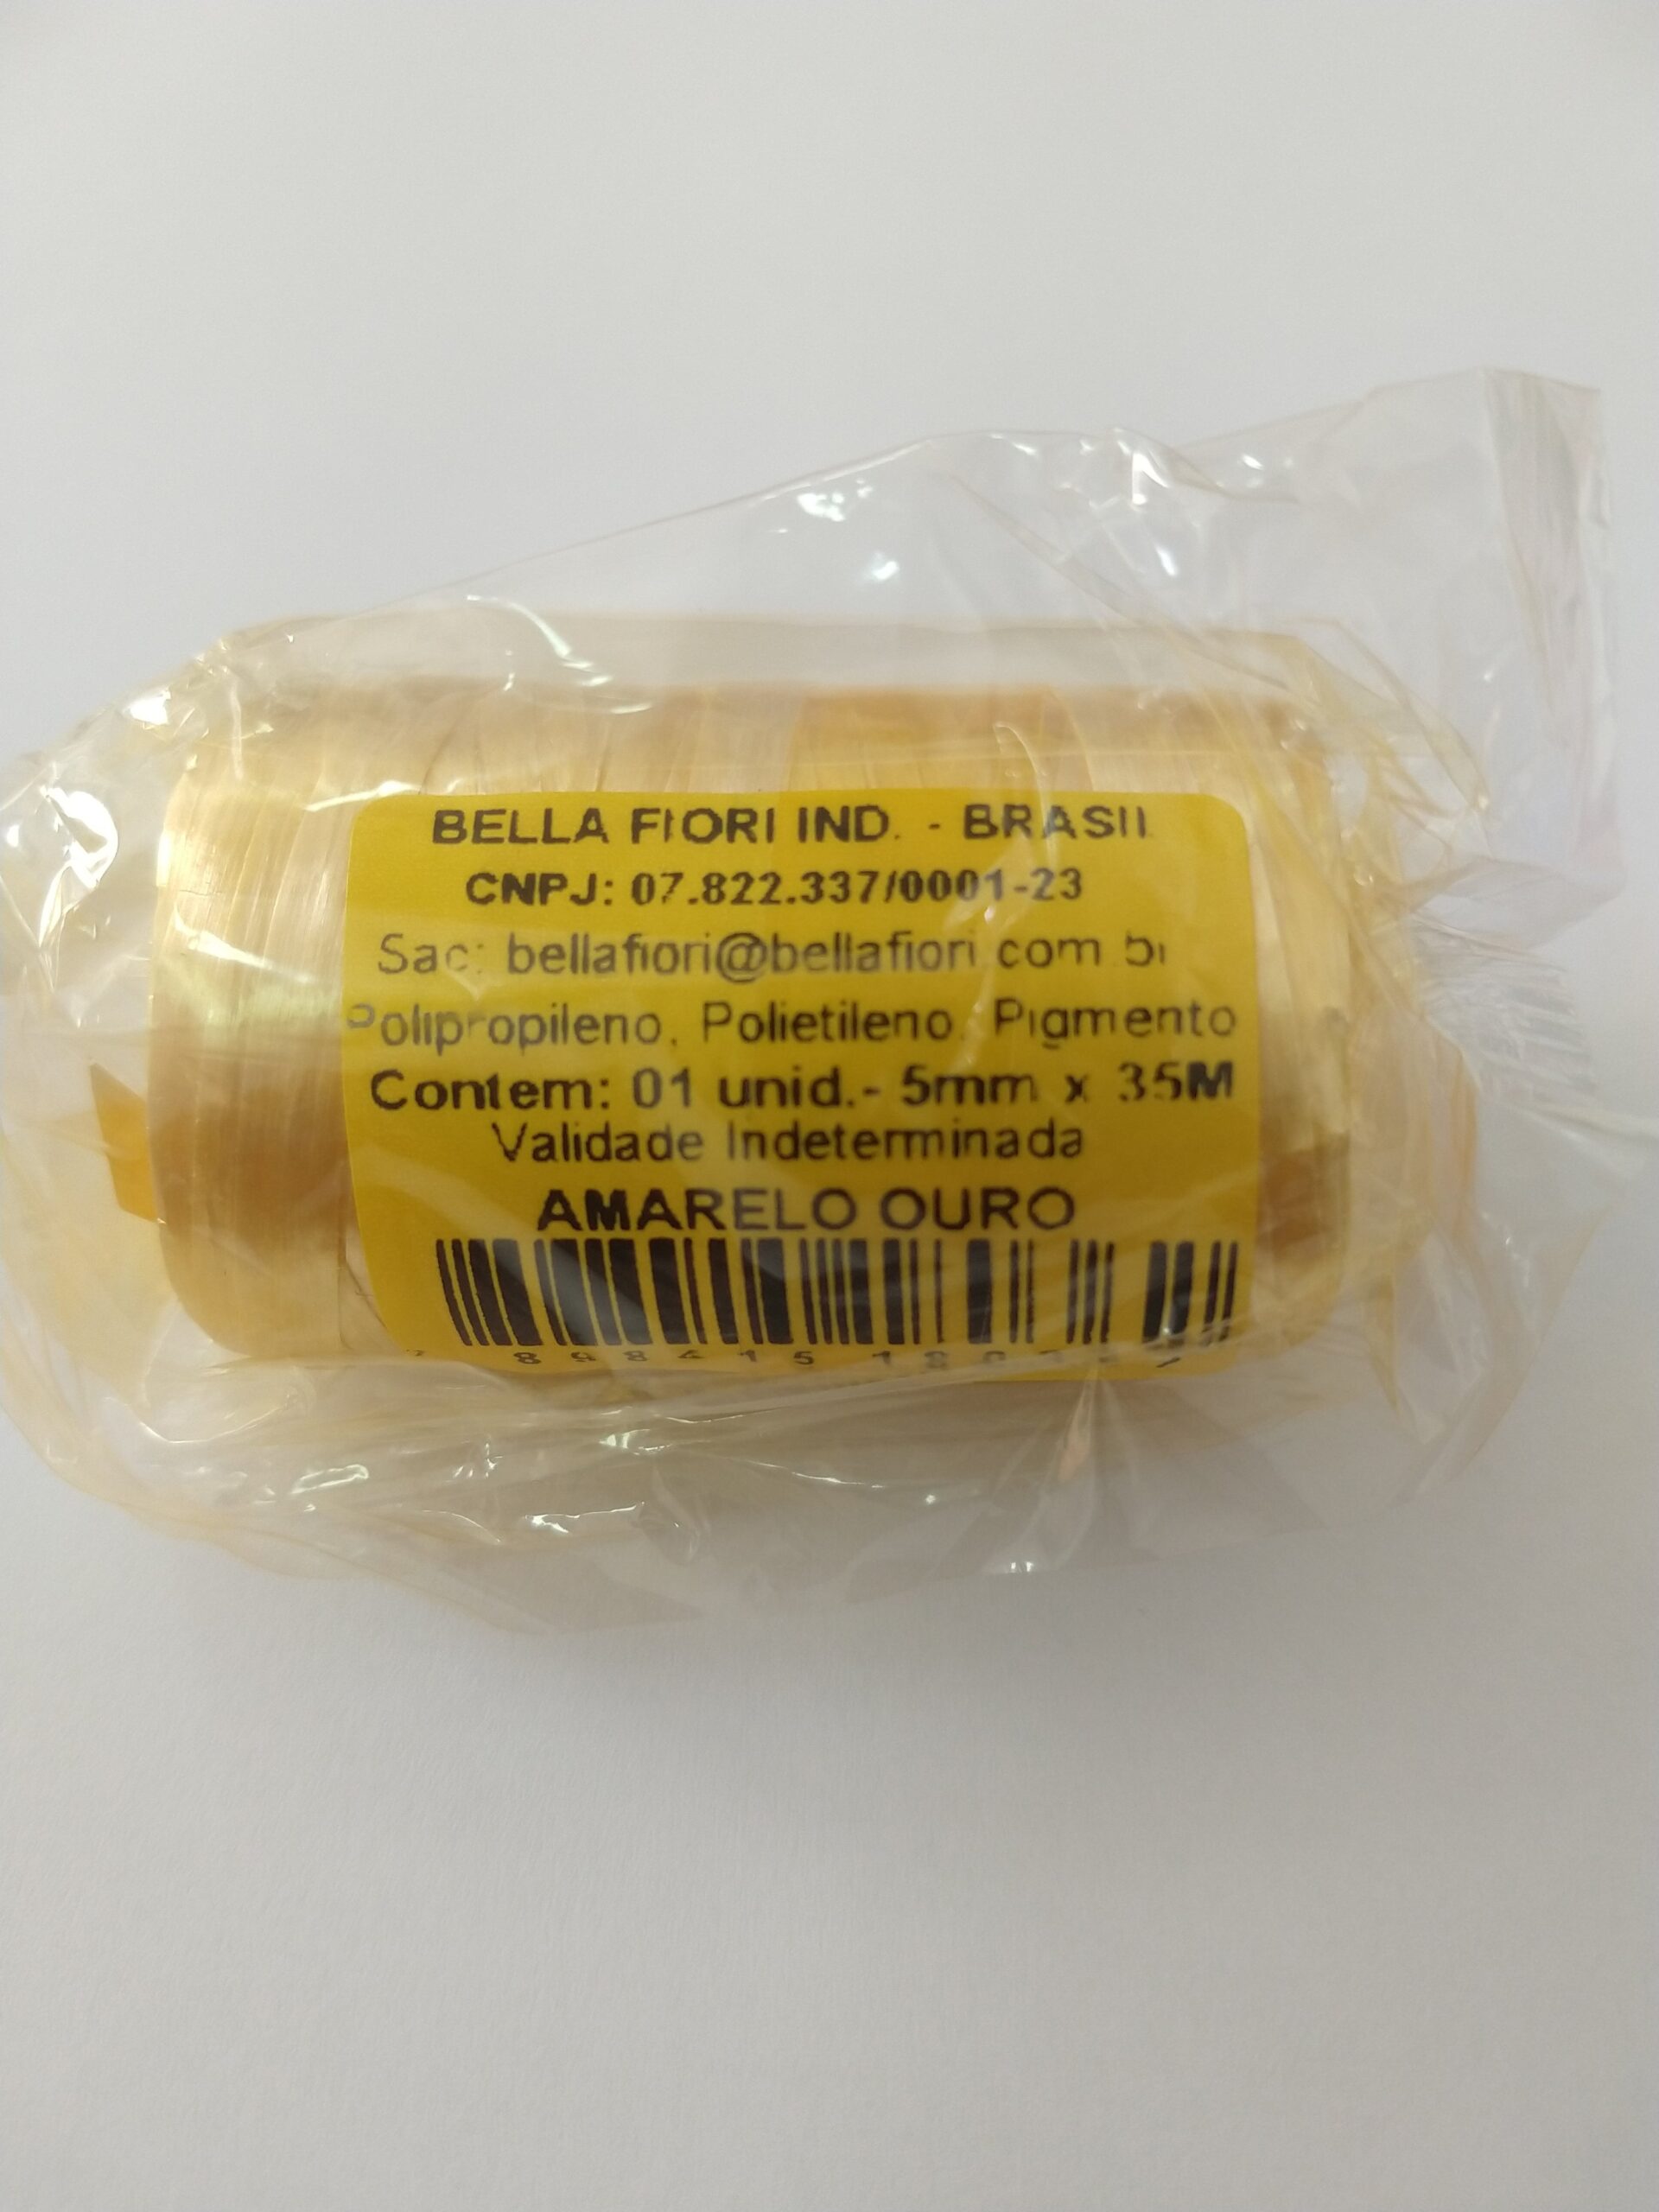 BELLA FIORI IND. - BRASIL
CNPJ: 07.822.337/0001-23
Sac: bellafiori@bellafiori.com.br
Polipropileno, Polietileno, Pigmento
Contem: 01 unid.- 5mm x 35M
Validade Indeterminada
AMARELO OURO